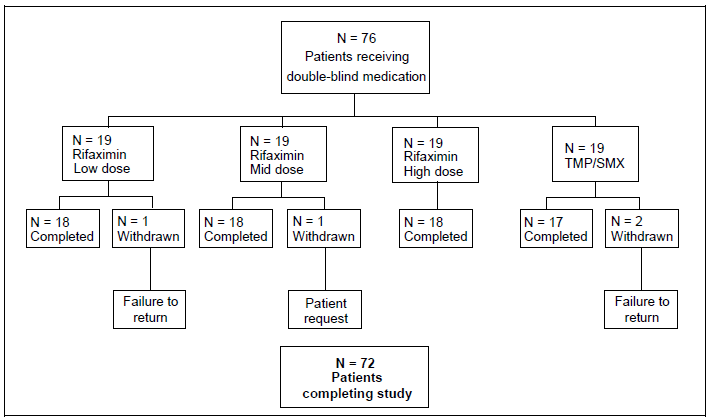 N = 76
Patients receiving
double-blind medication
N = 19
Rifaximin
Low dose
N = 19
Rifaximin
Mid dose
N = 19
Rifaximin
High dose
N = 19
TMP/SMX
N = 18
Completed
N = 1
Withdrawn
N = 18
Completed
N = 1
Withdrawn
N = 18
Completed
N = 17
Completed
N = 2
Withdrawn
Failure to
return
Patient
request
Failure to
return
N = 72
Patients
completing study